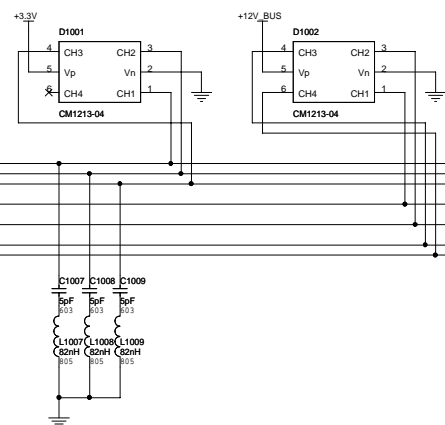 +3.3V
D1001
4 CH3 CH2 3
5 Vp Vn 2
6 CH4 CH1 1
CM1213-04
+12V_BUS
D1002
4 CH3 CH2 3
5 Vp Vn 2
6 CH4 CH1 1
CM1213-04
C1007 C1008 C1009
5pF 5pF 5pF
603 603 603
L1007 L1008 L1009
82nH 82nH 82nH
805 805 805